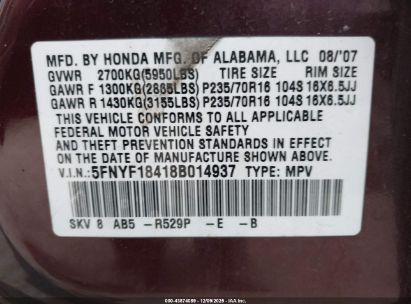 MFD. BY HONDA MFG. OF ALABAMA, LLC 08/'07
GVWR 2700KG(5950LBS) TIRE SIZE RIM SIZE
GAWR F 1300KG(2865LBS) P235/70R16 104S 16X6.5JJ
GAWR R 1430KG(3155LBS) P235/70R16 104S 16X6.5JJ
THIS VEHICLE CONFORMS TO ALL APPLICABLE
FEDERAL MOTOR VEHICLE SAFETY
AND THEFT PREVENTION STANDARDS IN EFFECT ON
THE DATE OF MANUFACTURE SHOWN ABOVE.
V.I.N.: 5FNYF18418B014937 TYPE: MPV
SKV 8 AB5 -R529P -E -B